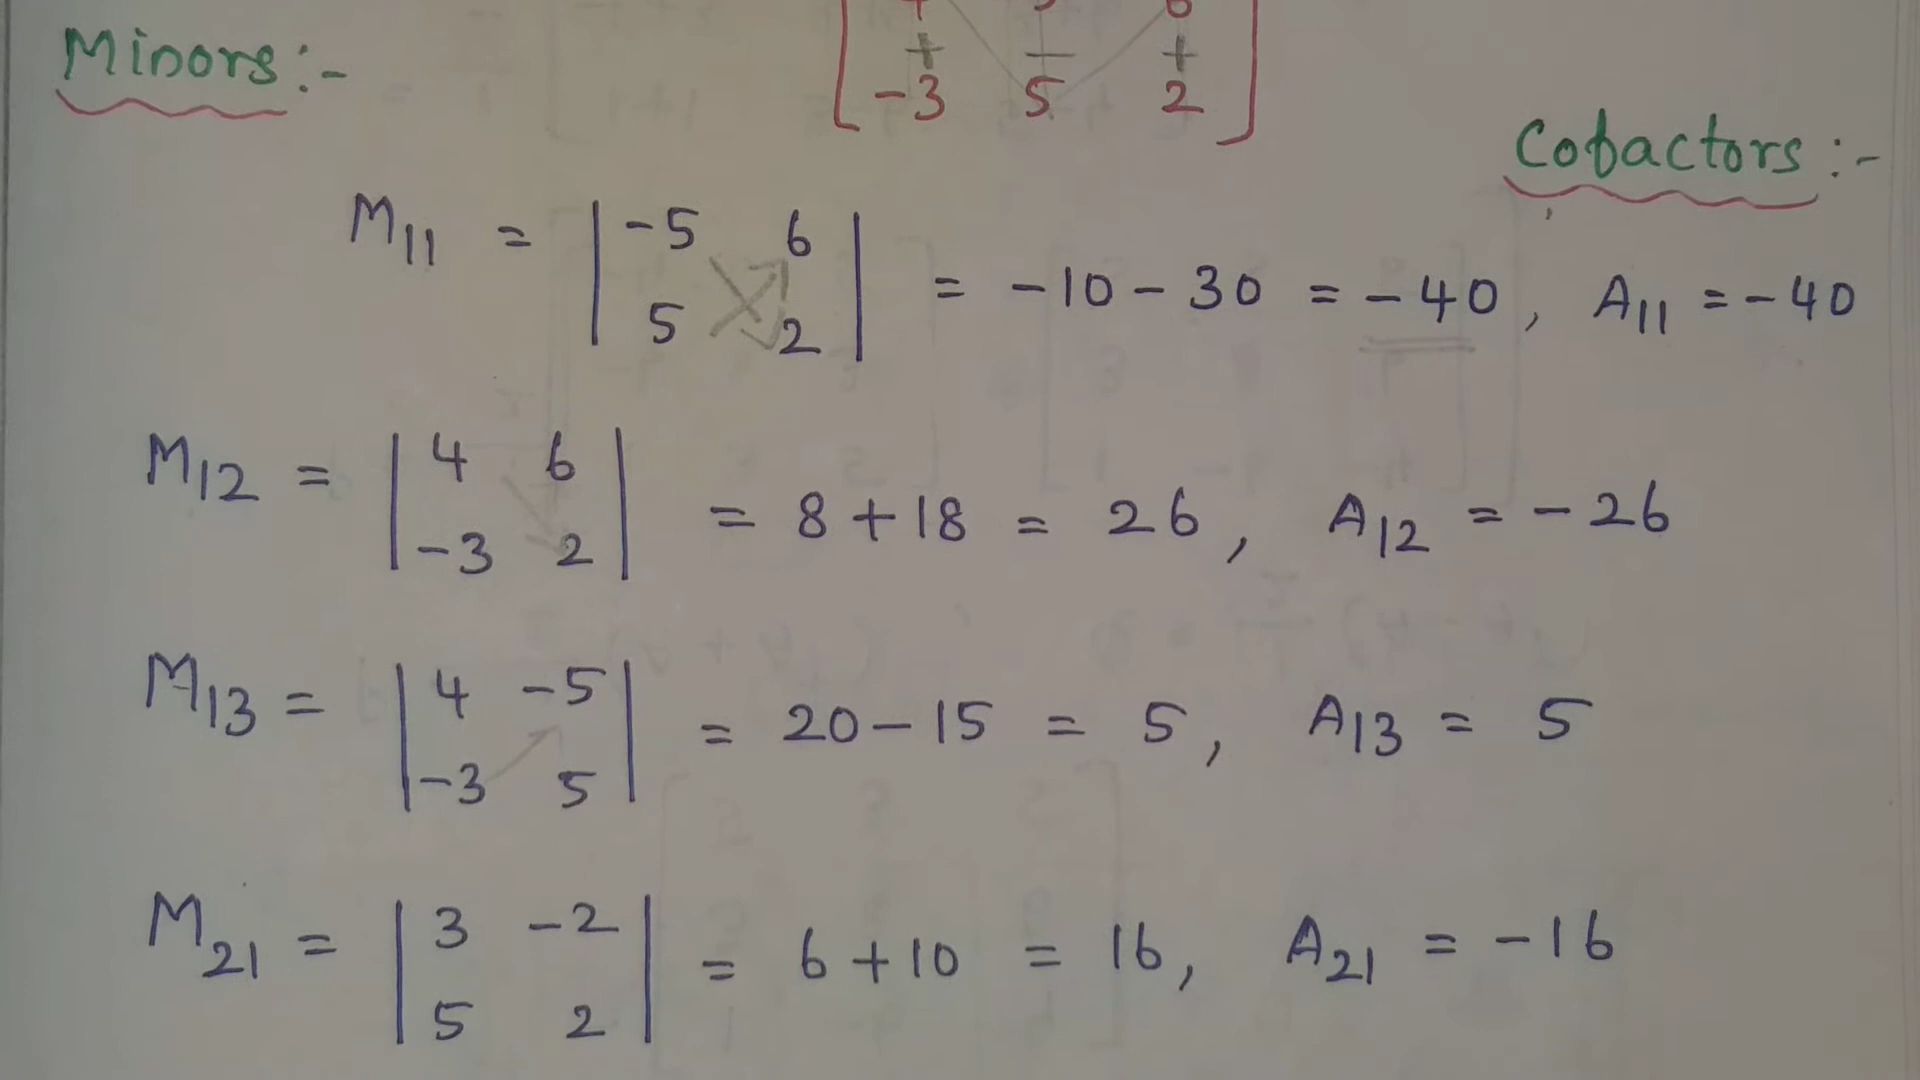 Minors:-
+ - +
-3 5 2
Cofactors:-
M11 = | -5 6 |
| 5 2 | = -10 - 30 = -40, A11 = -40
M12 = | 4 6 |
| -3 2 | = 8 + 18 = 26, A12 = -26
M13 = | 4 -5 |
| -3 5 | = 20 - 15 = 5, A13 = 5
M21 = | 3 -2 |
| 5 2 | = 6 + 10 = 16, A21 = -16